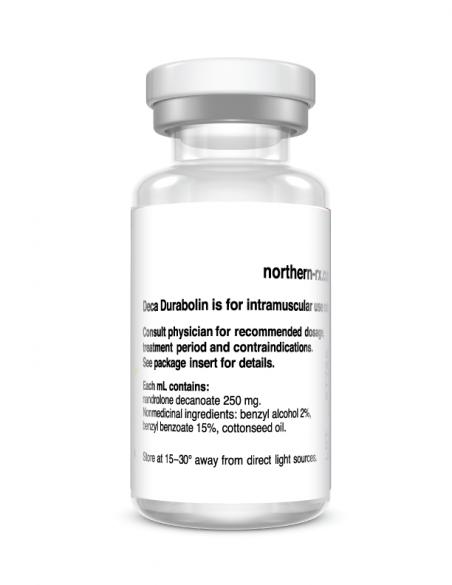 northern-rx.co
Deca Durabolin is for intramuscular use
Consult physician for recommended dosage,
treatment period and contraindications.
See package insert for details.
Each mL contains:
nandrolone decanoate 250 mg.
Nonmedicinal ingredients: benzyl alcohol 2%,
benzyl benzoate 15%, cottonseed oil.
Store at 15–30° away from direct light sources.